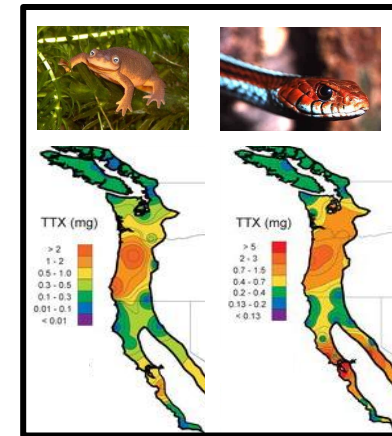 TTX (mg)
> 2
1 - 2
0.5 - 1.0
0.3 - 0.5
0.1 - 0.3
0.01 - 0.1
< 0.01
TTX (mg)
> 5
2 - 3
0.7 - 1.5
0.4 - 0.7
0.2 - 0.4
0.13 - 0.2
< 0.13